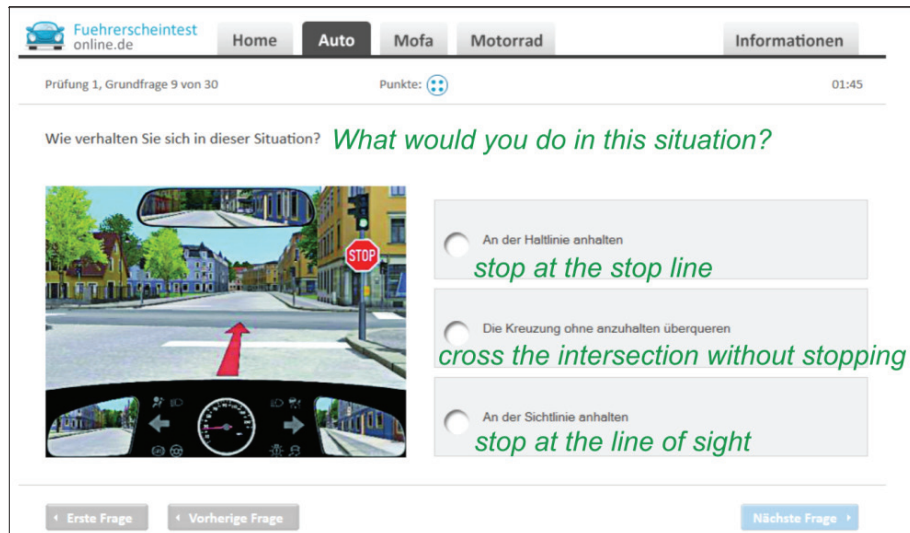 Fuehrerscheintest
online.de
Home
Auto
Mofa
Motorrad
Informationen
Prüfung 1, Grundfrage 9 von 30
Punkte:
01:45
Wie verhalten Sie sich in dieser Situation?
What would you do in this situation?
STOP
An der Haltlinie anhalten
stop at the stop line
Die Kreuzung ohne anzuhalten überqueren
cross the intersection without stopping
An der Sichtlinie anhalten
stop at the line of sight
Erste Frage
Vorherige Frage
Nächste Frage